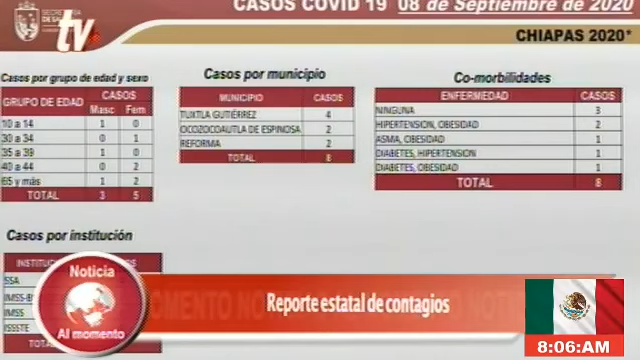 CASOS COVID 19 08 de Septiembre de 2020
SECRETARÍA
DE SALUD
tv
CHIAPAS 2020*
Casos por grupo de edad y sexo
GRUPO DE EDAD CASOS
Masc Fem
10 a 14 1 0
30 a 34 0 1
35 a 39 1 0
40 a 44 0 2
65 y más 1 2
TOTAL 3 5
Casos por municipio
MUNICIPIO CASOS
TUXTLA GUTIÉRREZ 4
OCOZOCOAUTLA DE ESPINOSA 2
REFORMA 2
TOTAL 8
Co-morbilidades
ENFERMEDAD CASOS
NINGUNA 3
HIPERTENSION, OBESIDAD 2
ASMA, OBESIDAD 1
DIABETES, HIPERTENSION 1
DIABETES, OBESIDAD 1
TOTAL 8
Casos por institución
SSA
IMSS
ISSSTE
Noticia
Al momento
Reporte estatal de contagios
8:06:AM